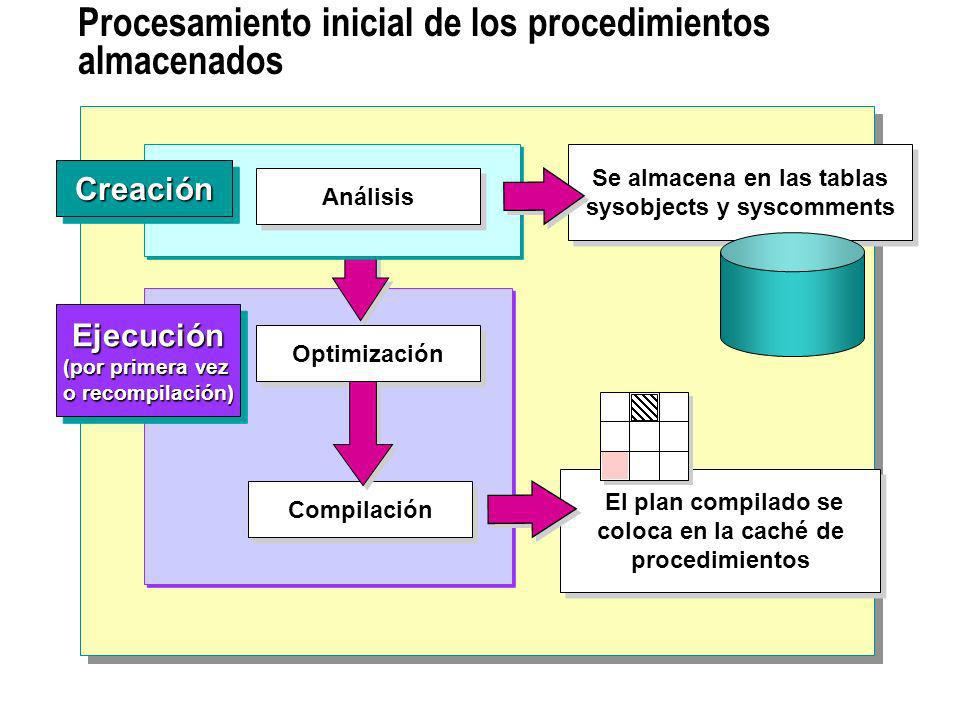 Procesamiento inicial de los procedimientos
almacenados
Creación
Análisis
Se almacena en las tablas
sysobjects y syscomments
Ejecución
(por primera vez
o recompilación)
Optimización
Compilación
El plan compilado se
coloca en la caché de
procedimientos